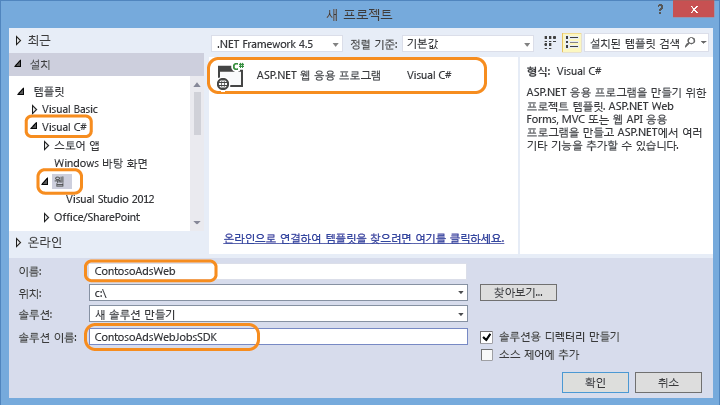 새 프로젝트
?
최근
.NET Framework 4.5
정렬 기준: 기본값
설치된 템플릿 검색
설치
템플릿
Visual Basic
Visual C#
스토어 앱
Windows 바탕 화면
웹
Visual Studio 2012
Office/SharePoint
온라인
C#
ASP.NET 웹 응용 프로그램 Visual C#
온라인으로 연결하여 템플릿을 찾으려면 여기를 클릭하세요.
형식: Visual C#
ASP.NET 응용 프로그램을 만들기 위한
프로젝트 템플릿. ASP.NET Web
Forms, MVC 또는 웹 API 응용
프로그램을 만들고 ASP.NET에서 여러
기타 기능을 추가할 수 있습니다.
이름: ContosoAdsWeb
위치: c:\
찾아보기...
솔루션: 새 솔루션 만들기
솔루션 이름: ContosoAdsWebJobsSDK
솔루션용 디렉터리 만들기
소스 제어에 추가
확인
취소